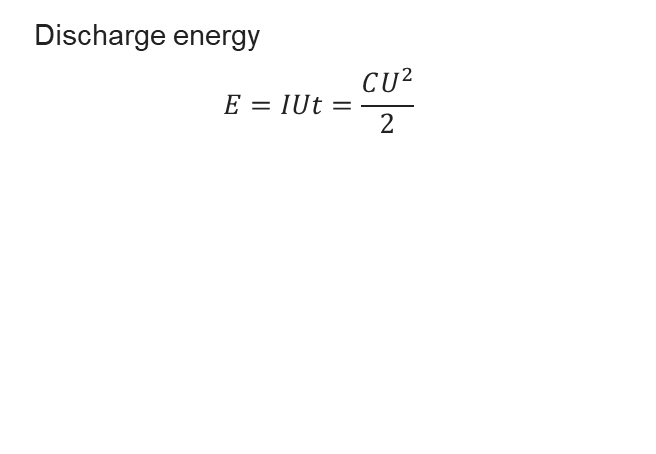 Discharge energy
𝐸 = 𝐼𝑈𝑡 = 𝐶𝑈² / 2